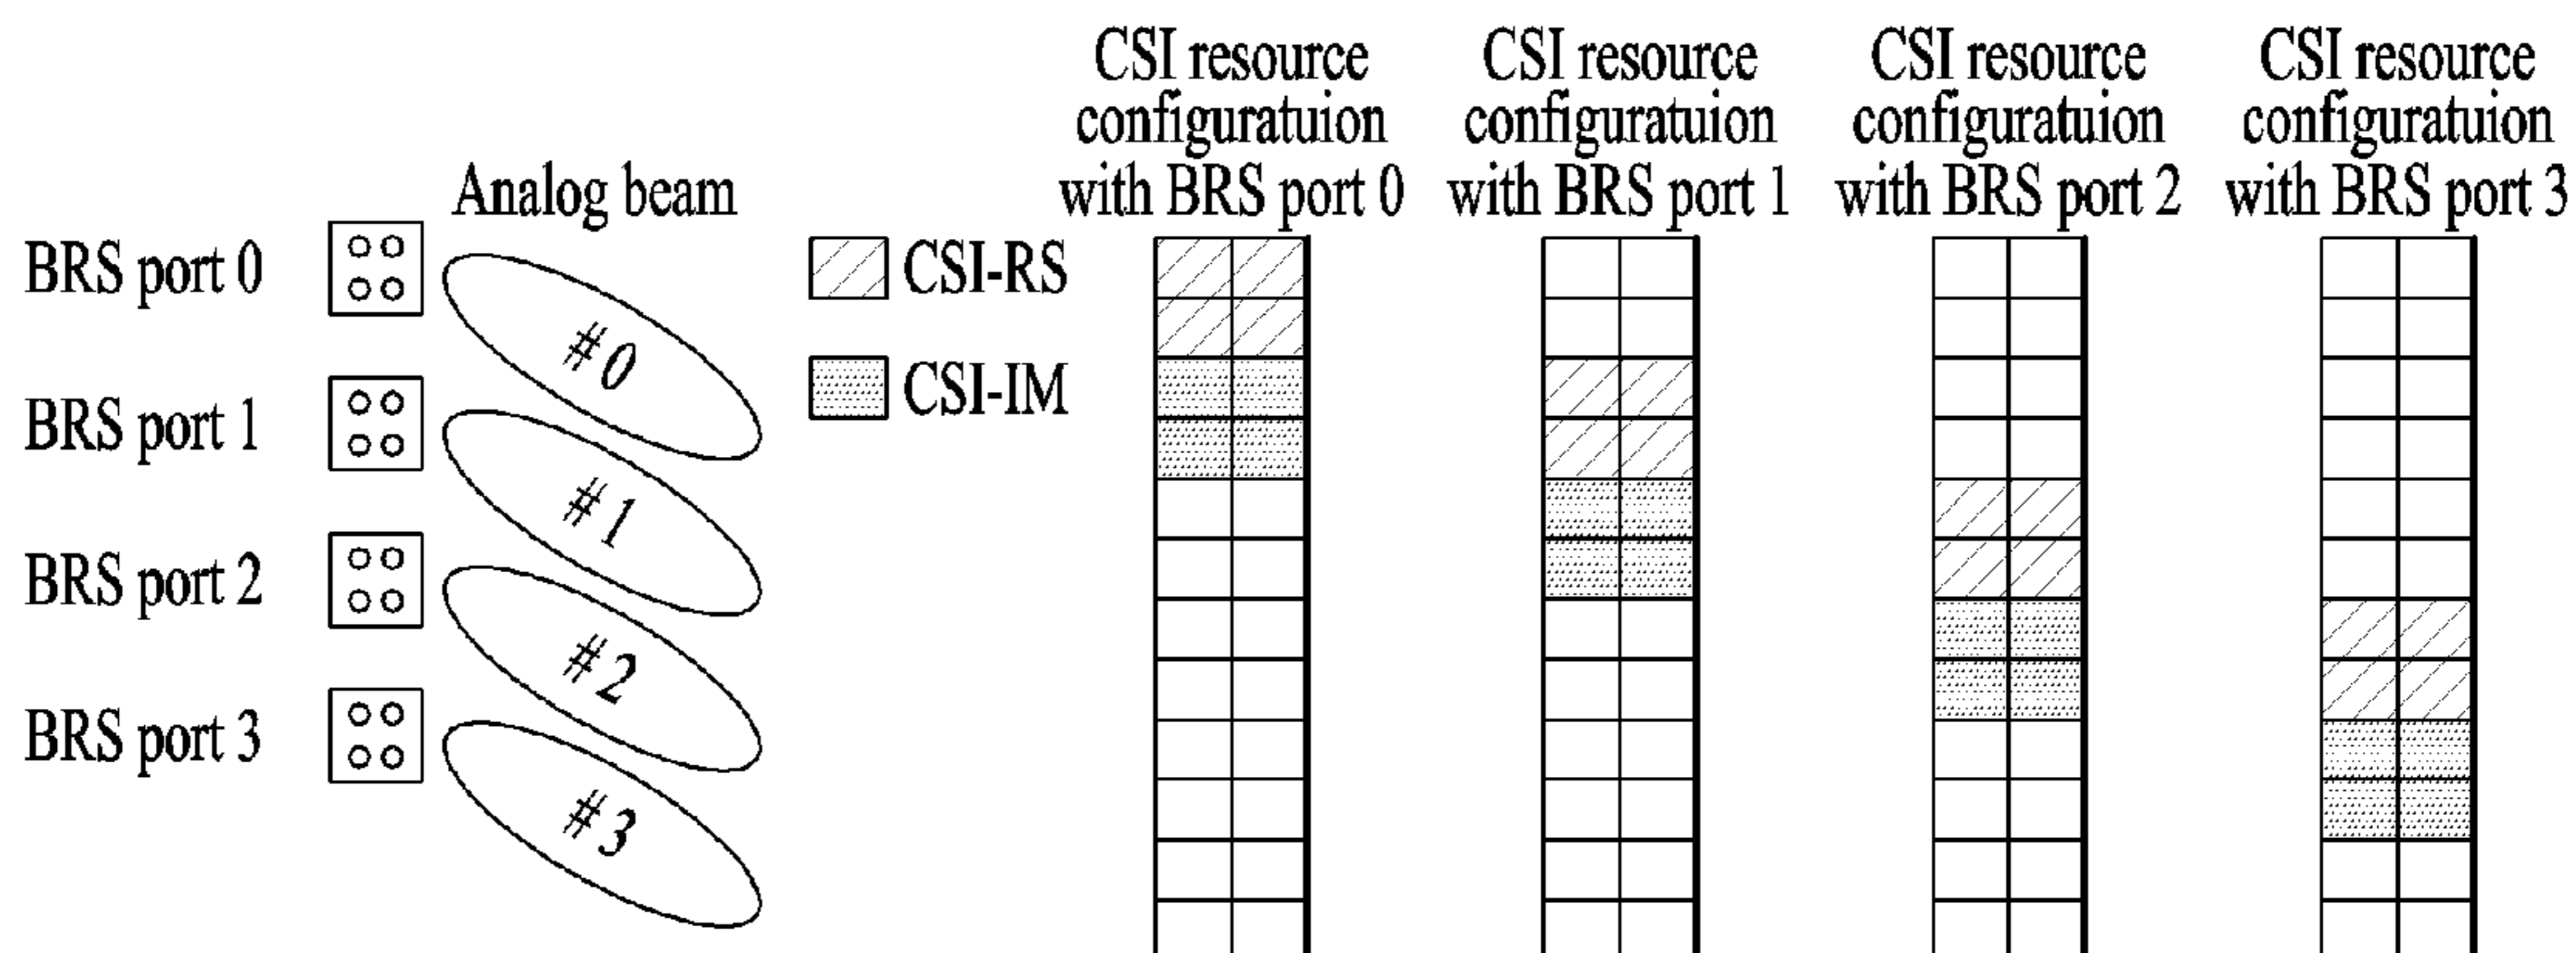 CSI resource
configuratuion
with BRS port 0
CSI resource
configuratuion
with BRS port 1
CSI resource
configuratuion
with BRS port 2
CSI resource
configuratuion
with BRS port 3
Analog beam
BRS port 0
BRS port 1
BRS port 2
BRS port 3
#0
#1
#2
#3
CSI-RS
CSI-IM